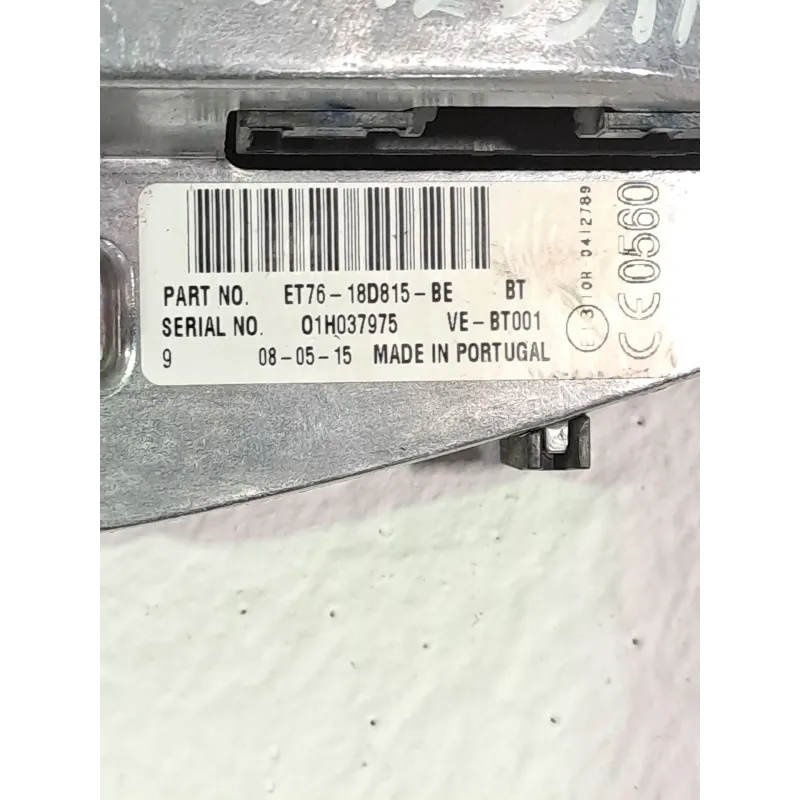 PART NO. ET76-18D815-BE BT
SERIAL NO. 01H037975 VE-BT001
9 08-05-15 MADE IN PORTUGAL
E13 10R 0412789
CE0560